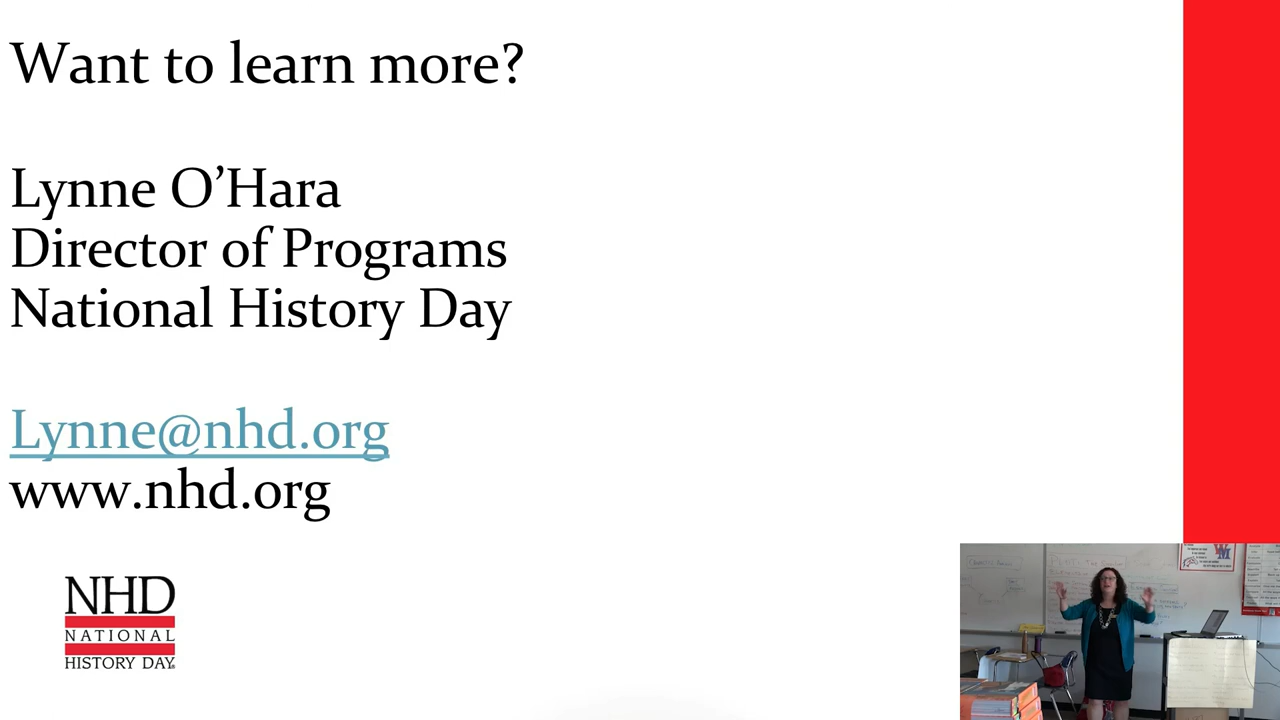 Want to learn more?
Lynne O’Hara
Director of Programs
National History Day
Lynne@nhd.org
www.nhd.org
NHD
NATIONAL
HISTORY DAY
WM